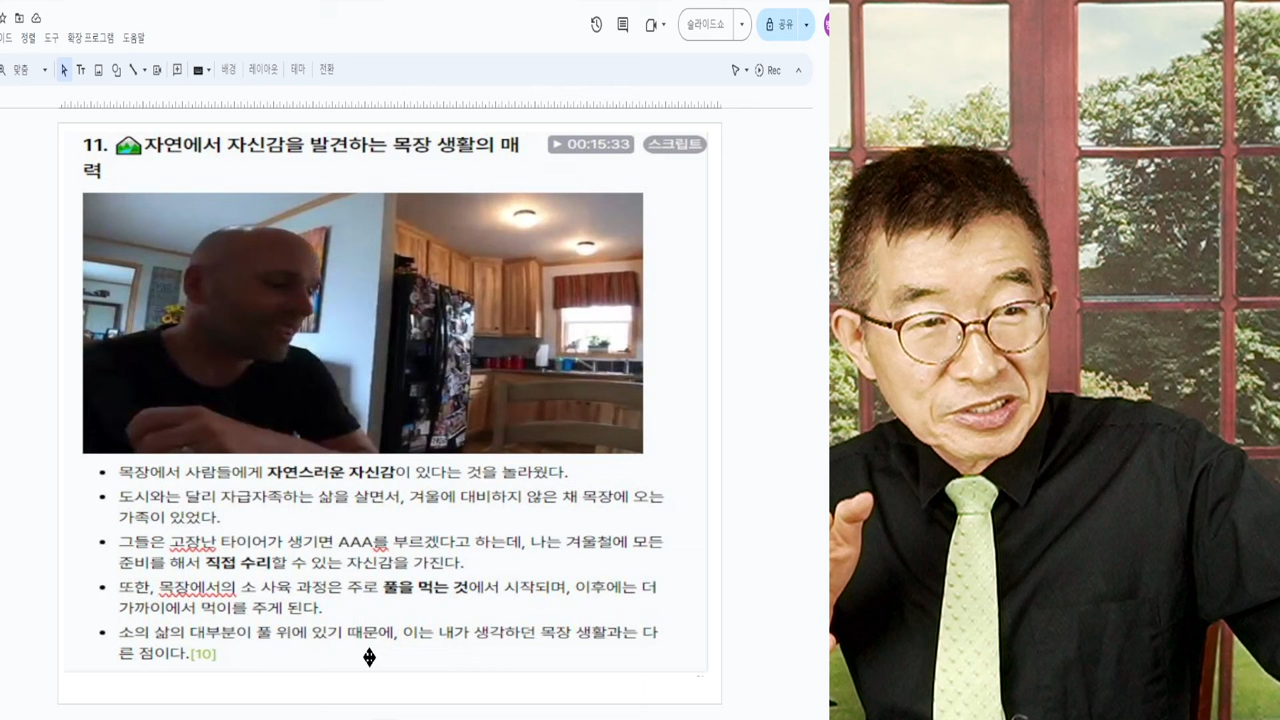 정렬 도구 확장 프로그램 도움말
슬라이드쇼
공유
맞춤
배경 레이아웃 테마 전환
Rec
11. 자연에서 자신감을 발견하는 목장 생활의 매
력
00:15:33 스크립트
• 목장에서 사람들에게 자연스러운 자신감이 있다는 것을 놀라웠다.
• 도시와는 달리 자급자족하는 삶을 살면서, 겨울에 대비하지 않은 채 목장에 오는
가족이 있었다.
• 그들은 고장난 타이어가 생기면 AAA를 부르겠다고 하는데, 나는 겨울철에 모든
준비를 해서 직접 수리할 수 있는 자신감을 가진다.
• 또한, 목장에서의 소 사육 과정은 주로 풀을 먹는 것에서 시작되며, 이후에는 더
가까이에서 먹이를 주게 된다.
• 소의 삶의 대부분이 풀 위에 있기 때문에, 이는 내가 생각하던 목장 생활과는 다
른 점이다.[10]